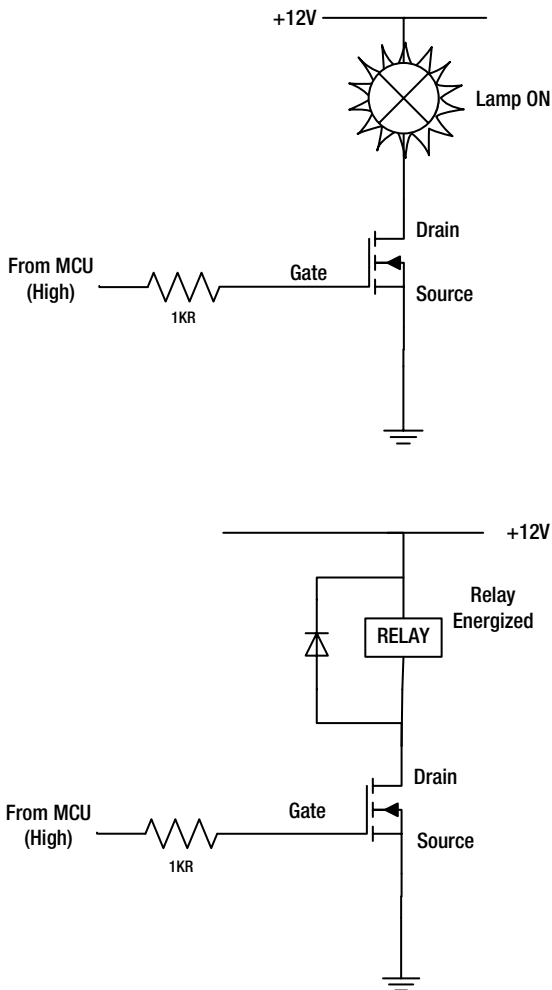 +12V
Lamp ON
Drain
From MCU
(High)
Gate
Source
1KR
+12V
Relay
Energized
RELAY
Drain
From MCU
(High)
Gate
Source
1KR